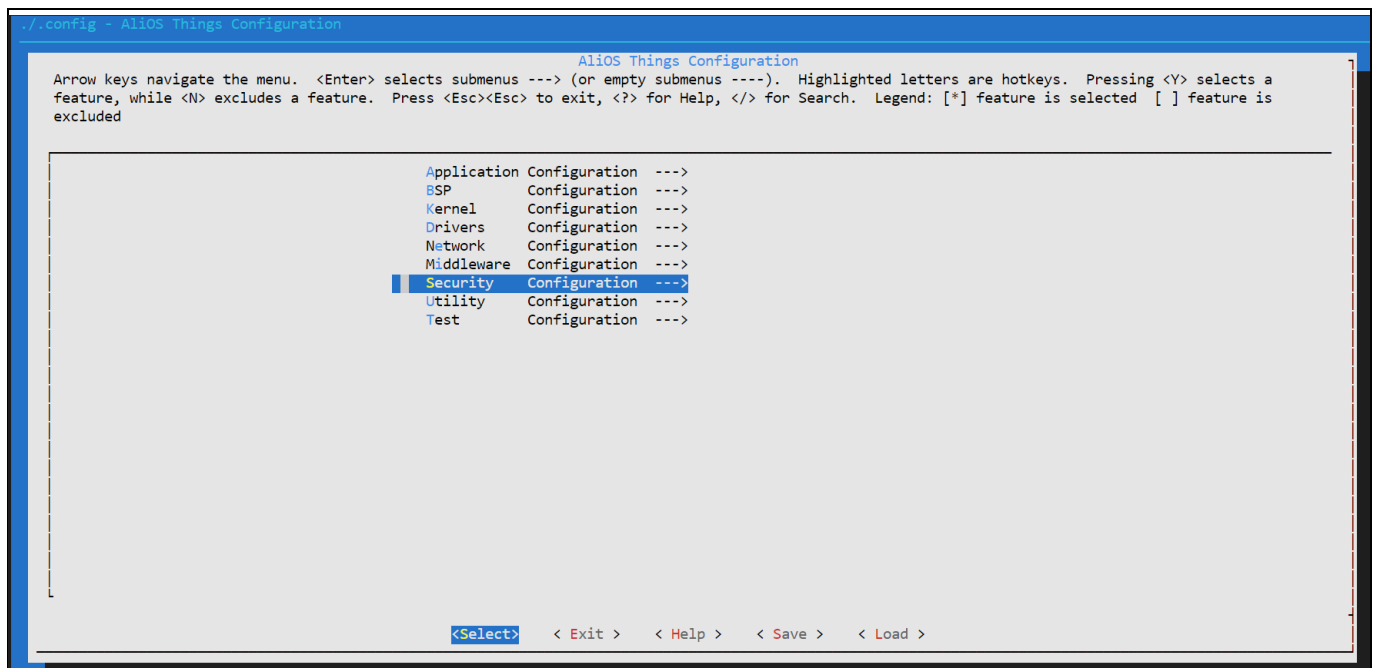 ./.config - AliOS Things Configuration
AliOS Things Configuration
Arrow keys navigate the menu.  <Enter> selects submenus ---> (or empty submenus ----).  Highlighted letters are hotkeys.  Pressing <Y> selects a
feature, while <N> excludes a feature.  Press <Esc><Esc> to exit, <?> for Help, </> for Search.  Legend: [*] feature is selected  [ ] feature is
excluded
Application Configuration  --->
BSP         Configuration  --->
Kernel      Configuration  --->
Drivers     Configuration  --->
Network     Configuration  --->
Middleware  Configuration  --->
Security    Configuration  --->
Utility     Configuration  --->
Test        Configuration  --->
<Select>    < Exit >    < Help >    < Save >    < Load >